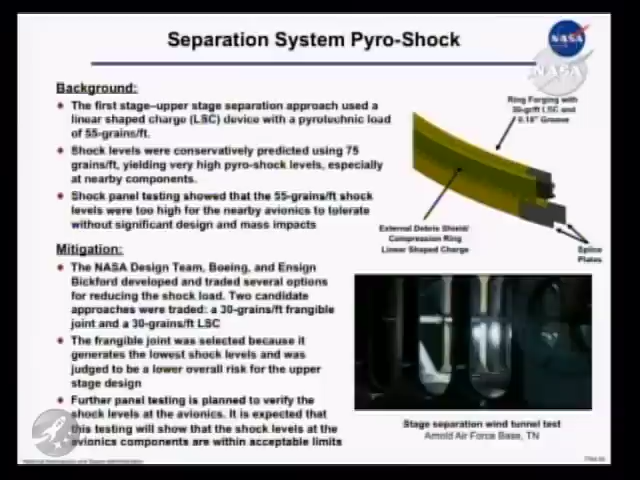 Separation System Pyro-Shock
NASA
NASA
Background:
The first stage–upper stage separation approach used a
linear shaped charge (LSC) device with a pyrotechnic load
of 55-grains/ft.
Shock levels were conservatively predicted using 75
grains/ft, yielding very high pyro-shock levels, especially
at nearby components.
Shock panel testing showed that the 55-grains/ft shock
levels were too high for the nearby avionics to tolerate
without significant design and mass impacts
Ring Forging with
30-gr/ft LSC and
0.18" Groove
External Debris Shield/
Compression Ring
Linear Shaped Charge
Splice
Plates
Mitigation:
The NASA Design Team, Boeing, and Ensign
Bickford developed and traded several options
for reducing the shock load. Two candidate
approaches were traded: a 30-grains/ft frangible
joint and a 30-grains/ft LSC
The frangible joint was selected because it
generates the lowest shock levels and was
judged to be a lower overall risk for the upper
stage design
Further panel testing is planned to verify the
shock levels at the avionics. It is expected that
this testing will show that the shock levels at the
avionics components are within acceptable limits
Stage separation wind tunnel test
Arnold Air Force Base, TN
National Aeronautics and Space Administration